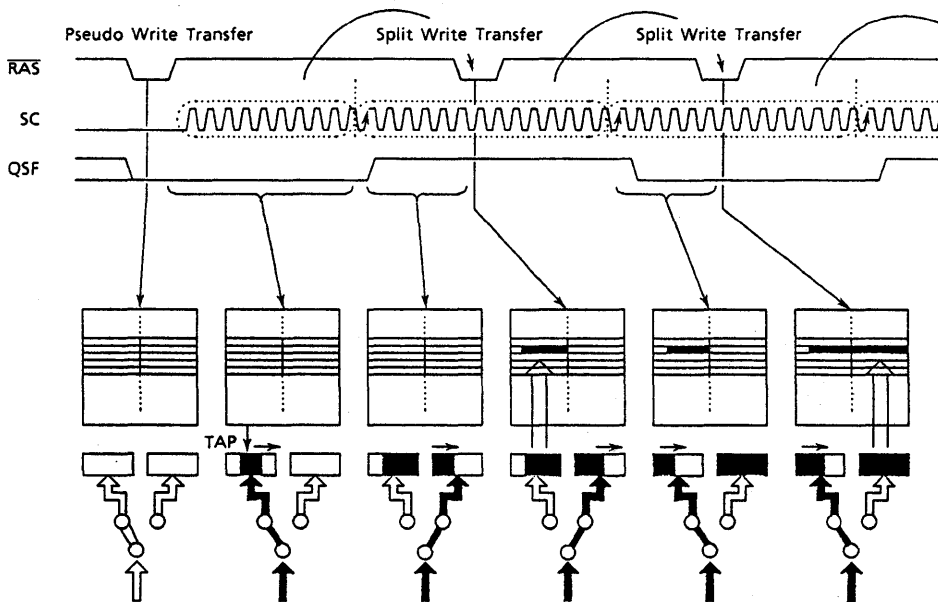 Pseudo Write Transfer Split Write Transfer Split Write Transfer
RAS
SC
QSF
TAP